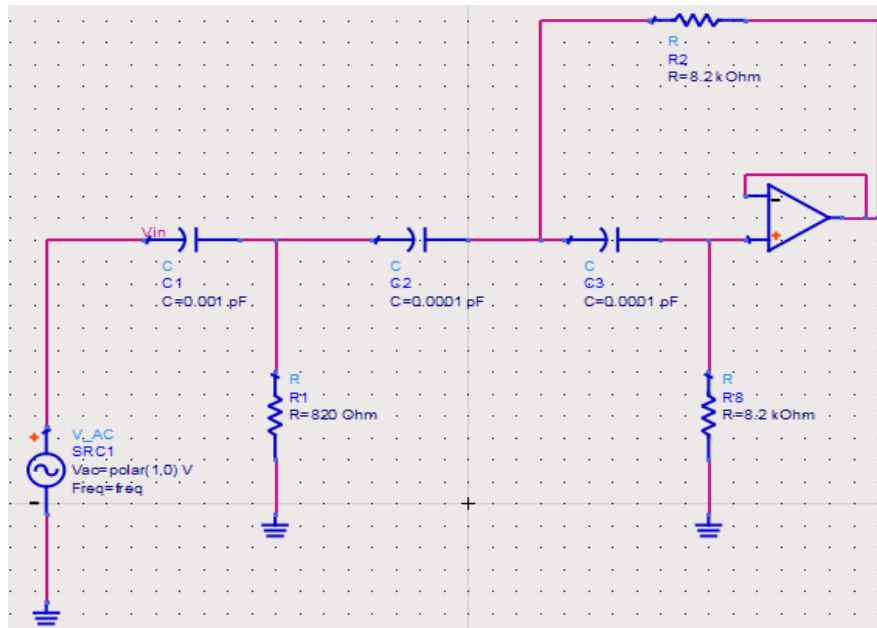 R
R2
R=8.2 kOhm
Vin
C
C1
C=0.001 pF
C
C2
C=0.0001 pF
C
C3
C=0.0001 pF
R
R1
R=820 Ohm
R
R8
R=8.2 kOhm
V_AC
SRC1
Vac=polar(1,0) V
Freq=freq